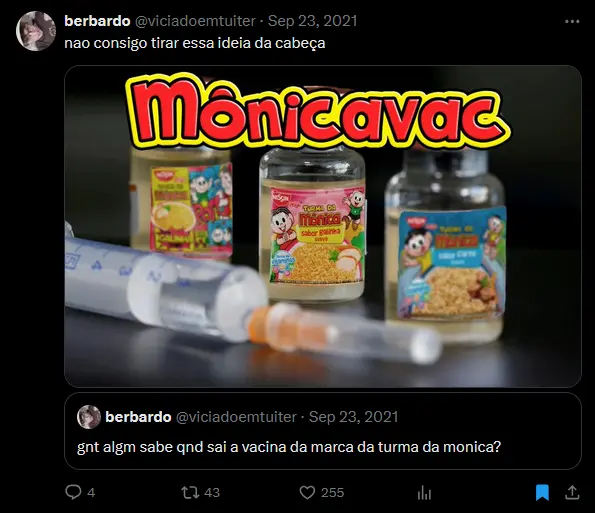 berbardo @viciadoemtuiter · Sep 23, 2021
nao consigo tirar essa ideia da cabeça
mônicavac
TURMA DA
mônica
Sabor Galinha
Suave
TURMA DA
mônica
Sabor Carne
Suave
berbardo @viciadoemtuiter · Sep 23, 2021
gnt algm sabe qnd sai a vacina da marca da turma da monica?
4
43
255